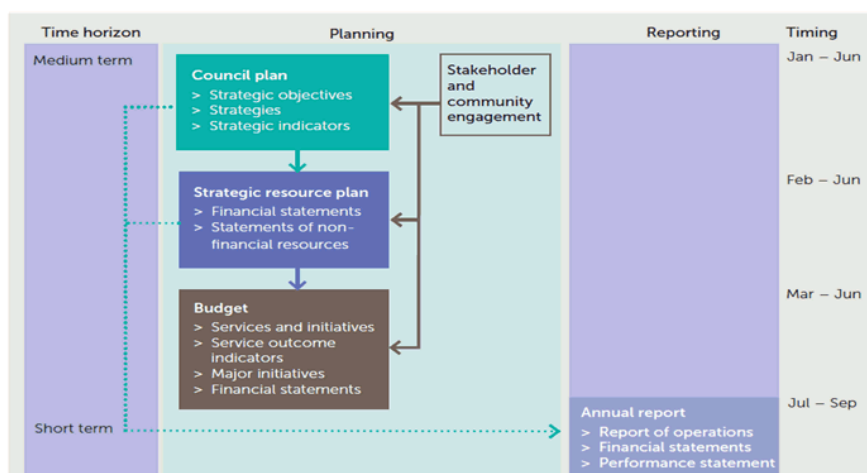 Time horizon
Planning
Reporting
Timing
Medium term
Council plan
> Strategic objectives
> Strategies
> Strategic indicators
Stakeholder
and
community
engagement
Jan – Jun
Strategic resource plan
> Financial statements
> Statements of non-
financial resources
Feb – Jun
Budget
> Services and initiatives
> Service outcome
indicators
> Major initiatives
> Financial statements
Mar – Jun
Short term
Annual report
> Report of operations
> Financial statements
> Performance statement
Jul – Sep